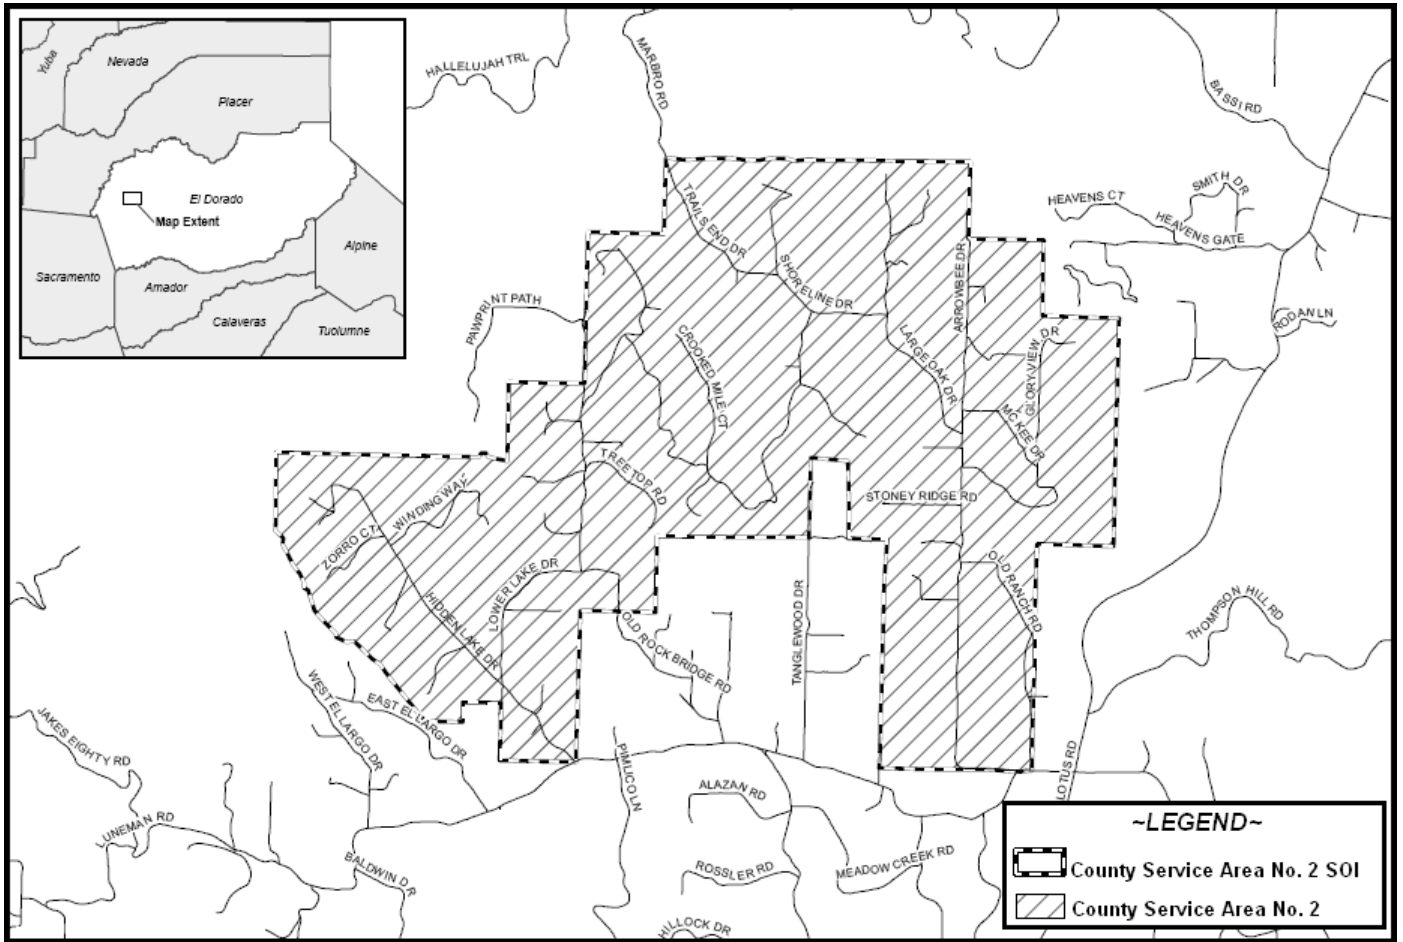 Yuba
Nevada
Placer
El Dorado
Map Extent
Sacramento
Amador
Alpine
Calaveras
Tuolumne
HALLELUJAH TRL
MARBRO RD
BASSI RD
SMITH DR
HEAVENS CT
HEAVENS GATE
RODAN LN
TRAILS END DR
SHORELINE DR
ARROWBEE DR
PAWPRINT PATH
CROOKED MILE CT
LARGE OAK DR
GLORY VIEW DR
MC KEE DR
TREETOP RD
STONEY RIDGE RD
WINDING WAY
ZORRO CT
LOWER LAKE DR
HIDDEN LAKE DR
OLD RANCH RD
OLD ROCK BRIDGE RD
TANGLEWOOD DR
THOMPSON HILL RD
WEST EL LARGO DR
EAST EL LARGO DR
JAKES EIGHTY RD
PIMLICO LN
LOTUS RD
ALAZAN RD
LUNEMAN RD
BALDWIN DR
ROSSLER RD
MEADOW CREEK RD
HILLOCK DR
~LEGEND~
County Service Area No. 2 SOI
County Service Area No. 2